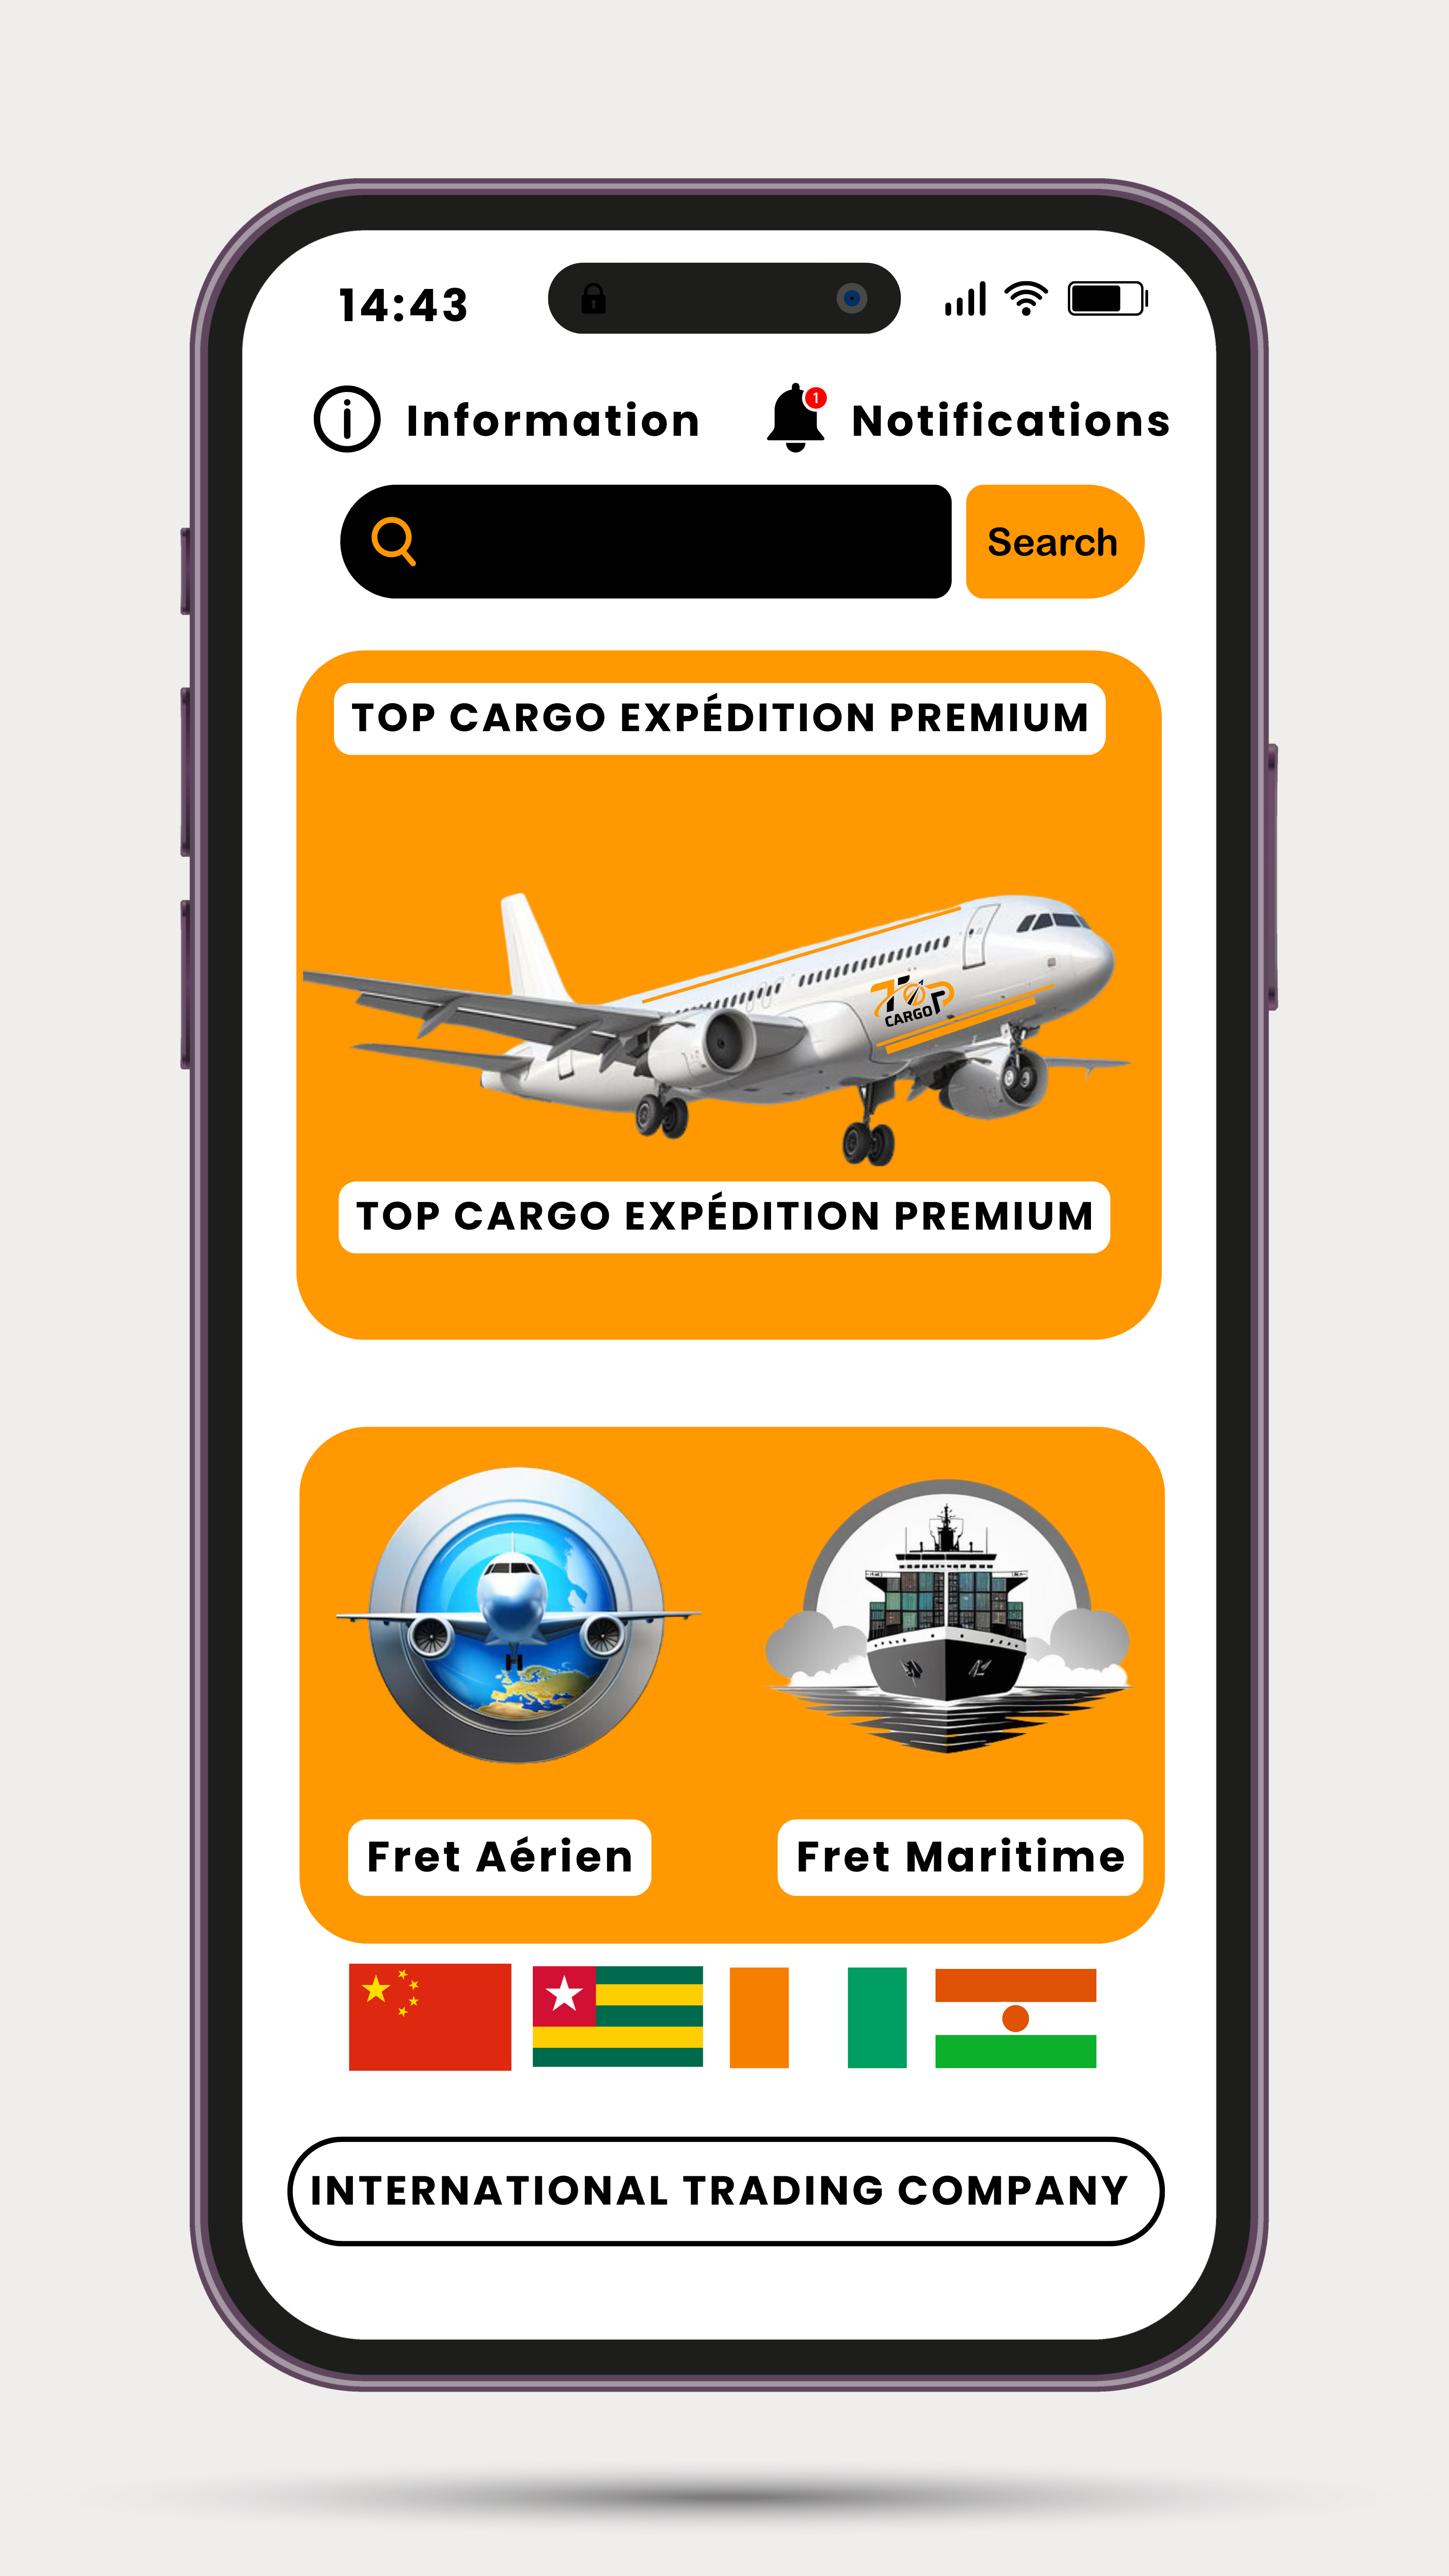 14:43
Information
1
Notifications
Search
TOP CARGO EXPÉDITION PREMIUM
TOP
CARGO
TOP CARGO EXPÉDITION PREMIUM
Fret Aérien
Fret Maritime
INTERNATIONAL TRADING COMPANY